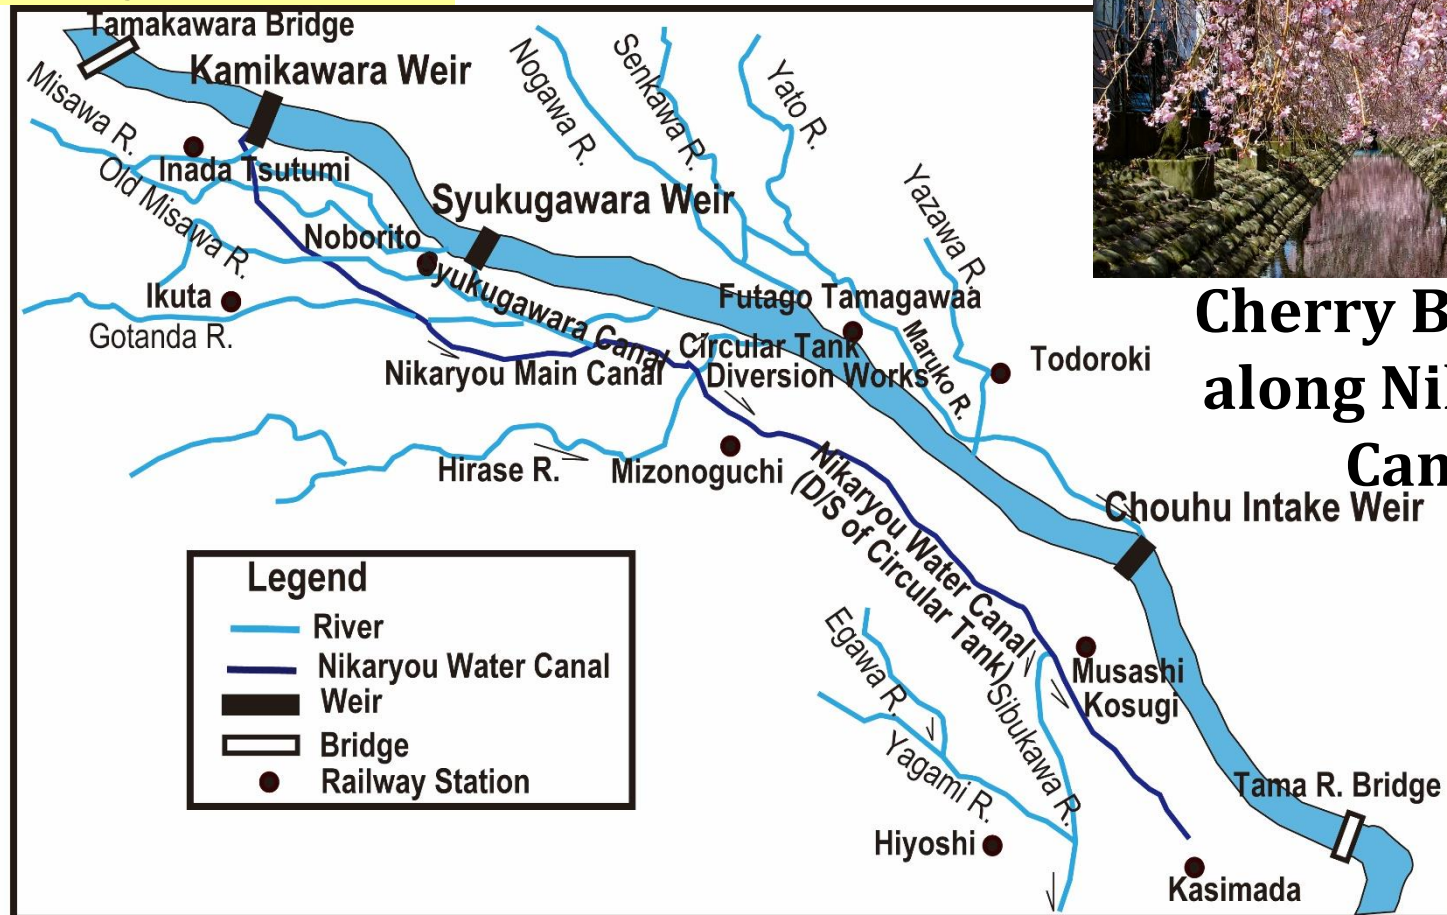 Tamakawara Bridge
Kamikawara Weir
Misawa R.
Inada Tsutumi
Old Misawa R.
Nogawa R.
Senkawa R.
Yato R.
Syukugawara Weir
Noborito
Yazawa R.
Ikuta
Syukugawara Canal
Futago Tamagawaa
Gotanda R.
Nikaryou Main Canal
Circular Tank
Diversion Works
Maruko R.
Todoroki
Cherry B
along Ni
Can
Hirase R.
Mizonoguchi
Nikaryou Water Canal
(D/S of Circular Tank)
Chouhu Intake Weir
Legend
River
Nikaryou Water Canal
Weir
Bridge
Railway Station
Egawa R.
Yagami R.
Sibukawa R.
Musashi
Kosugi
Hiyoshi
Tama R. Bridge
Kasimada